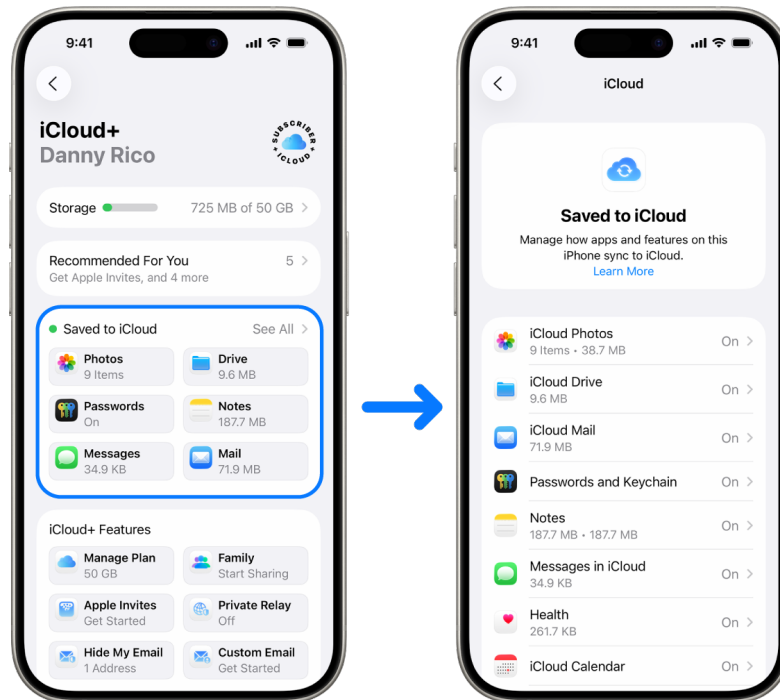 9:41
iCloud+
Danny Rico
SUBSCRIBER
ICLOUD
Storage 725 MB of 50 GB
Recommended For You 5
Get Apple Invites, and 4 more
Saved to iCloud See All
Photos Drive
9 Items 9.6 MB
Passwords Notes
On 187.7 MB
Messages Mail
34.9 KB 71.9 MB
iCloud+ Features
Manage Plan Family
50 GB Start Sharing
Apple Invites Private Relay
Get Started Off
Hide My Email Custom Email
1 Address Get Started
9:41
iCloud
Saved to iCloud
Manage how apps and features on this
iPhone sync to iCloud.
Learn More
iCloud Photos On
9 Items • 38.7 MB
iCloud Drive On
9.6 MB
iCloud Mail On
71.9 MB
Passwords and Keychain On
Notes On
187.7 MB • 187.7 MB
Messages in iCloud On
34.9 KB
Health On
261.7 KB
iCloud Calendar On